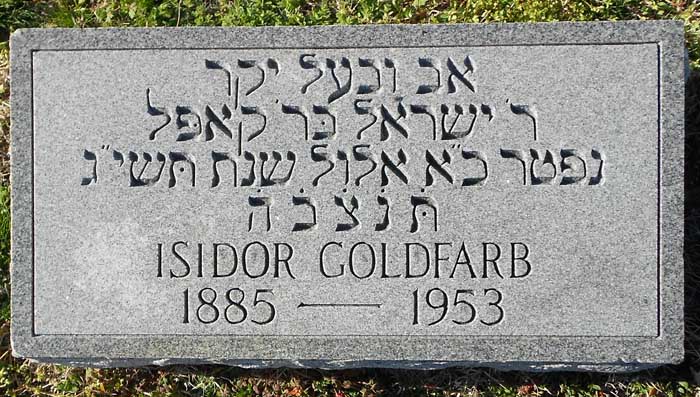 אב ובעל יקר
ר׳ ישראל בר׳ קאפל
נפטר כ״א אלול שנת תשי״ג
ת נ צ ב ה
ISIDOR GOLDFARB
1885 — 1953